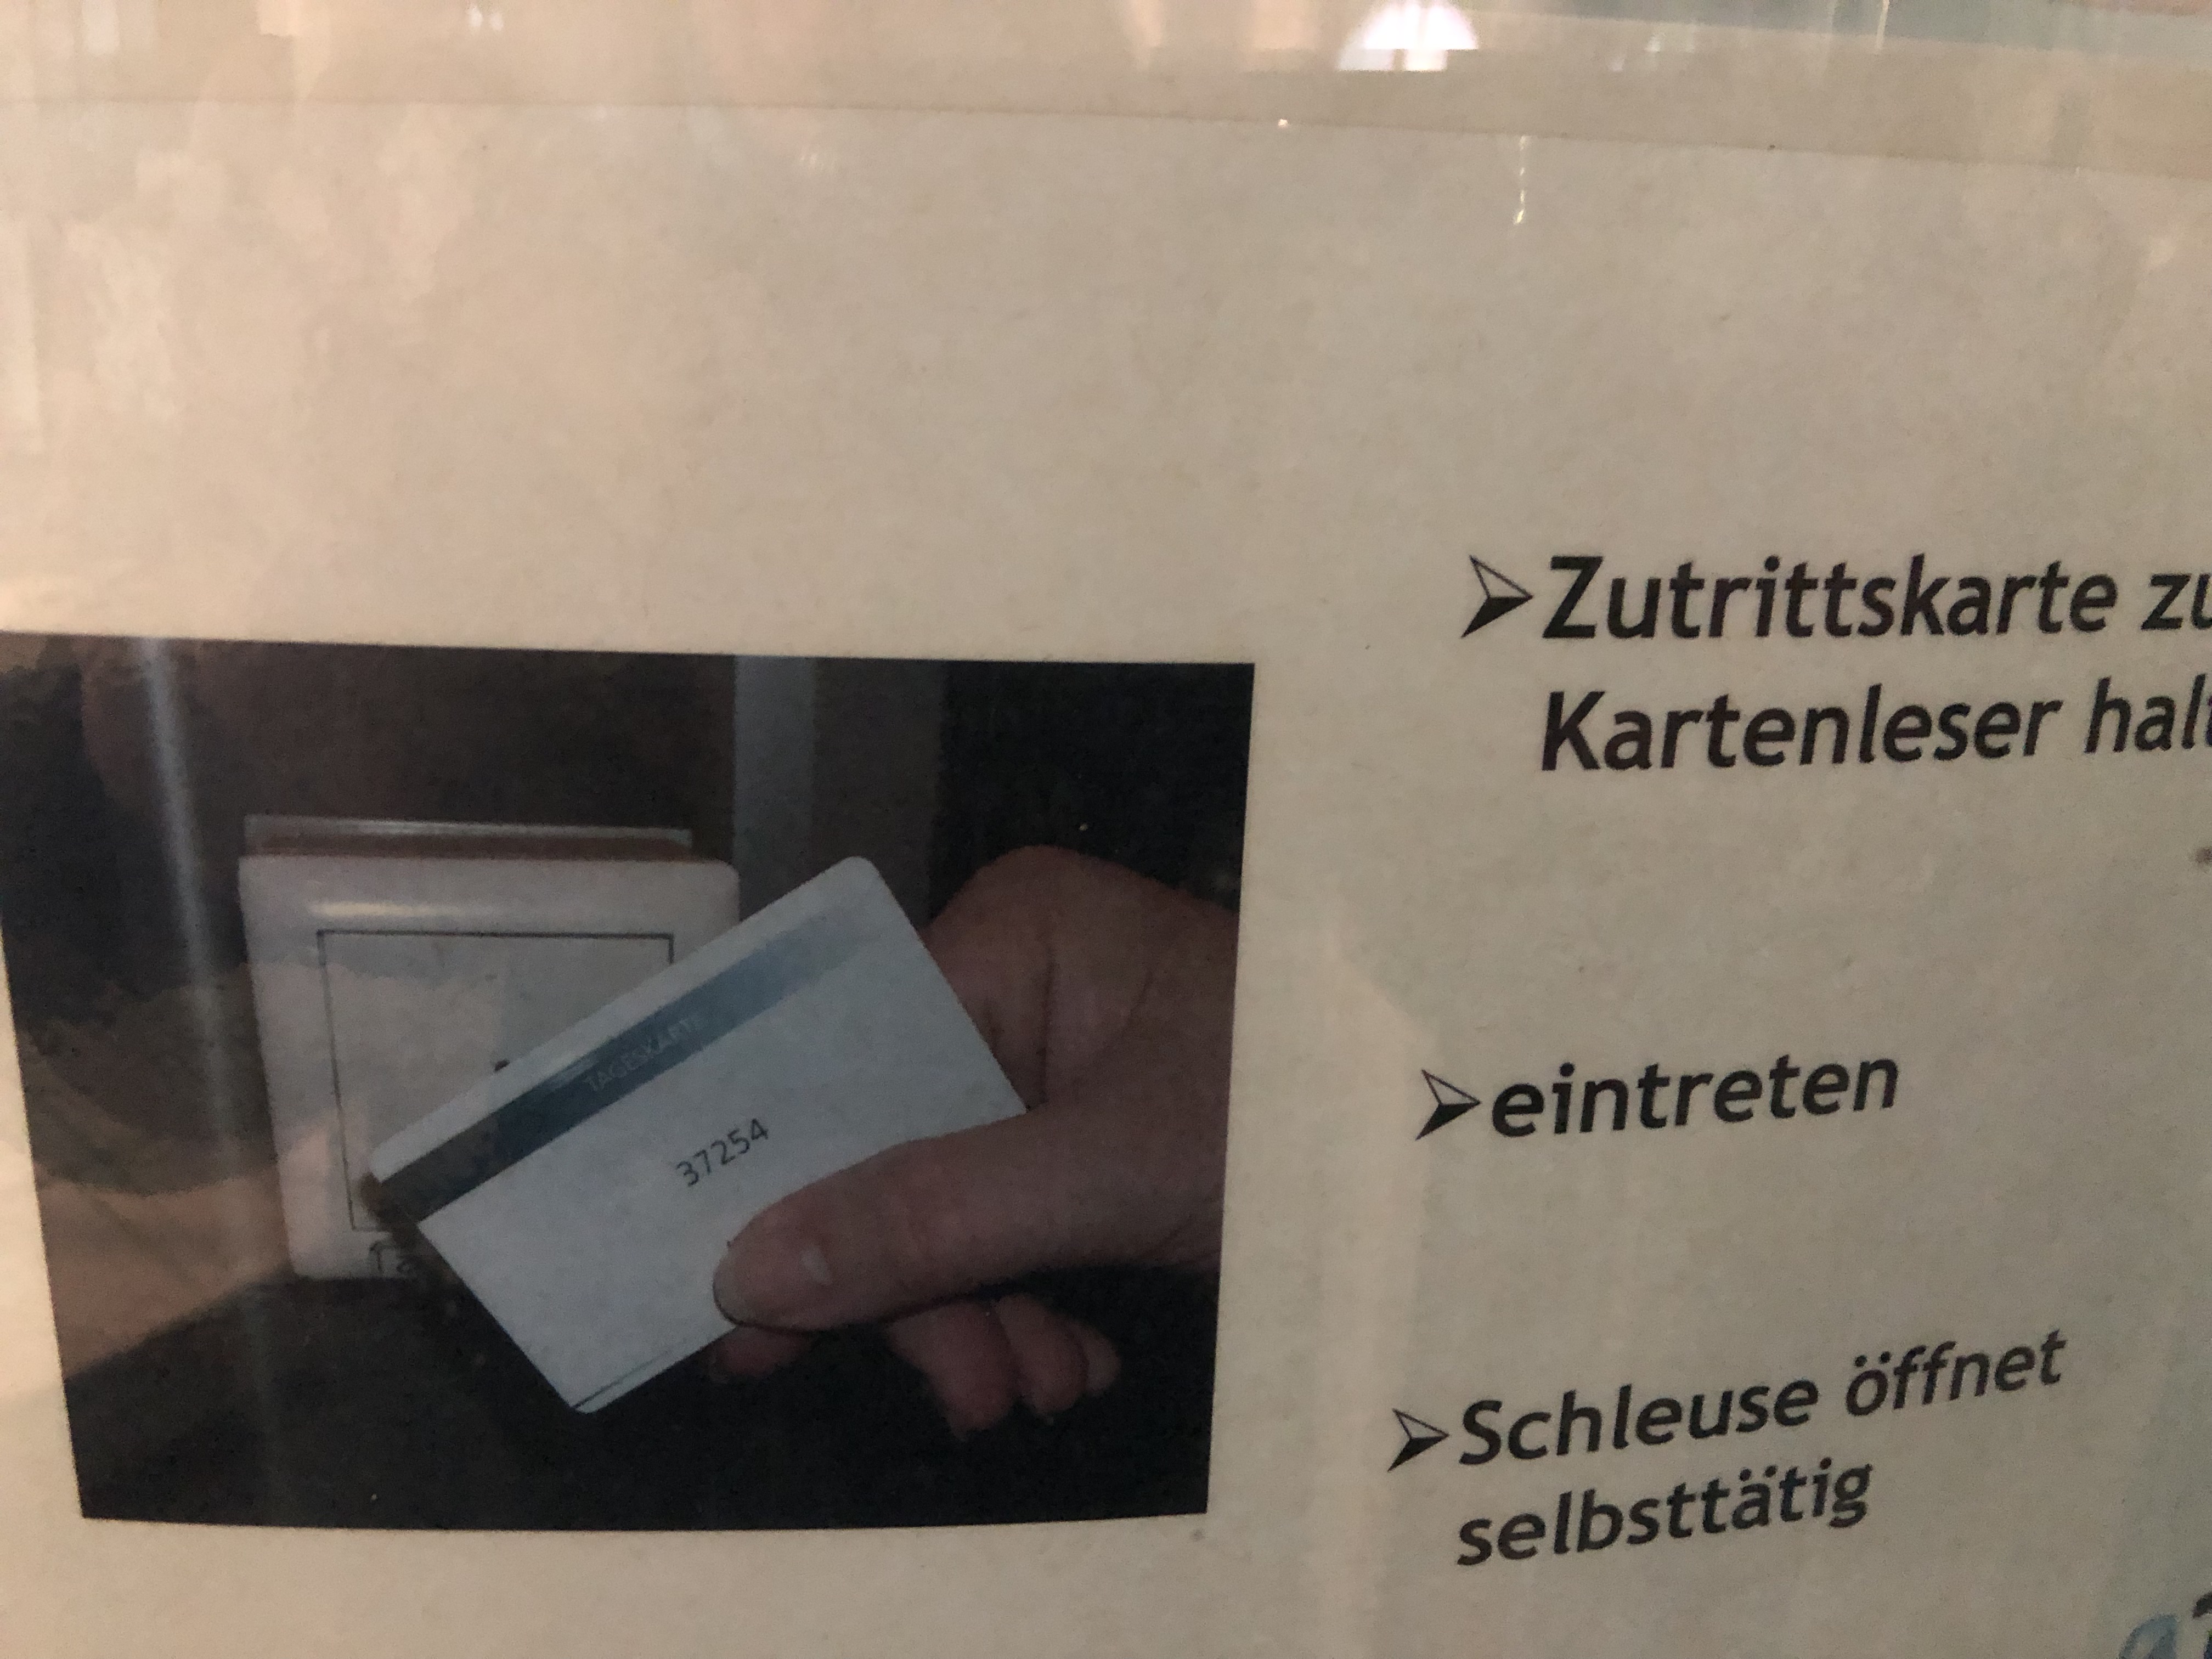 Zutrittskarte zu
Kartenleser hal
eintreten
Schleuse öffnet
selbsttätig
TAGESKARTE
37254